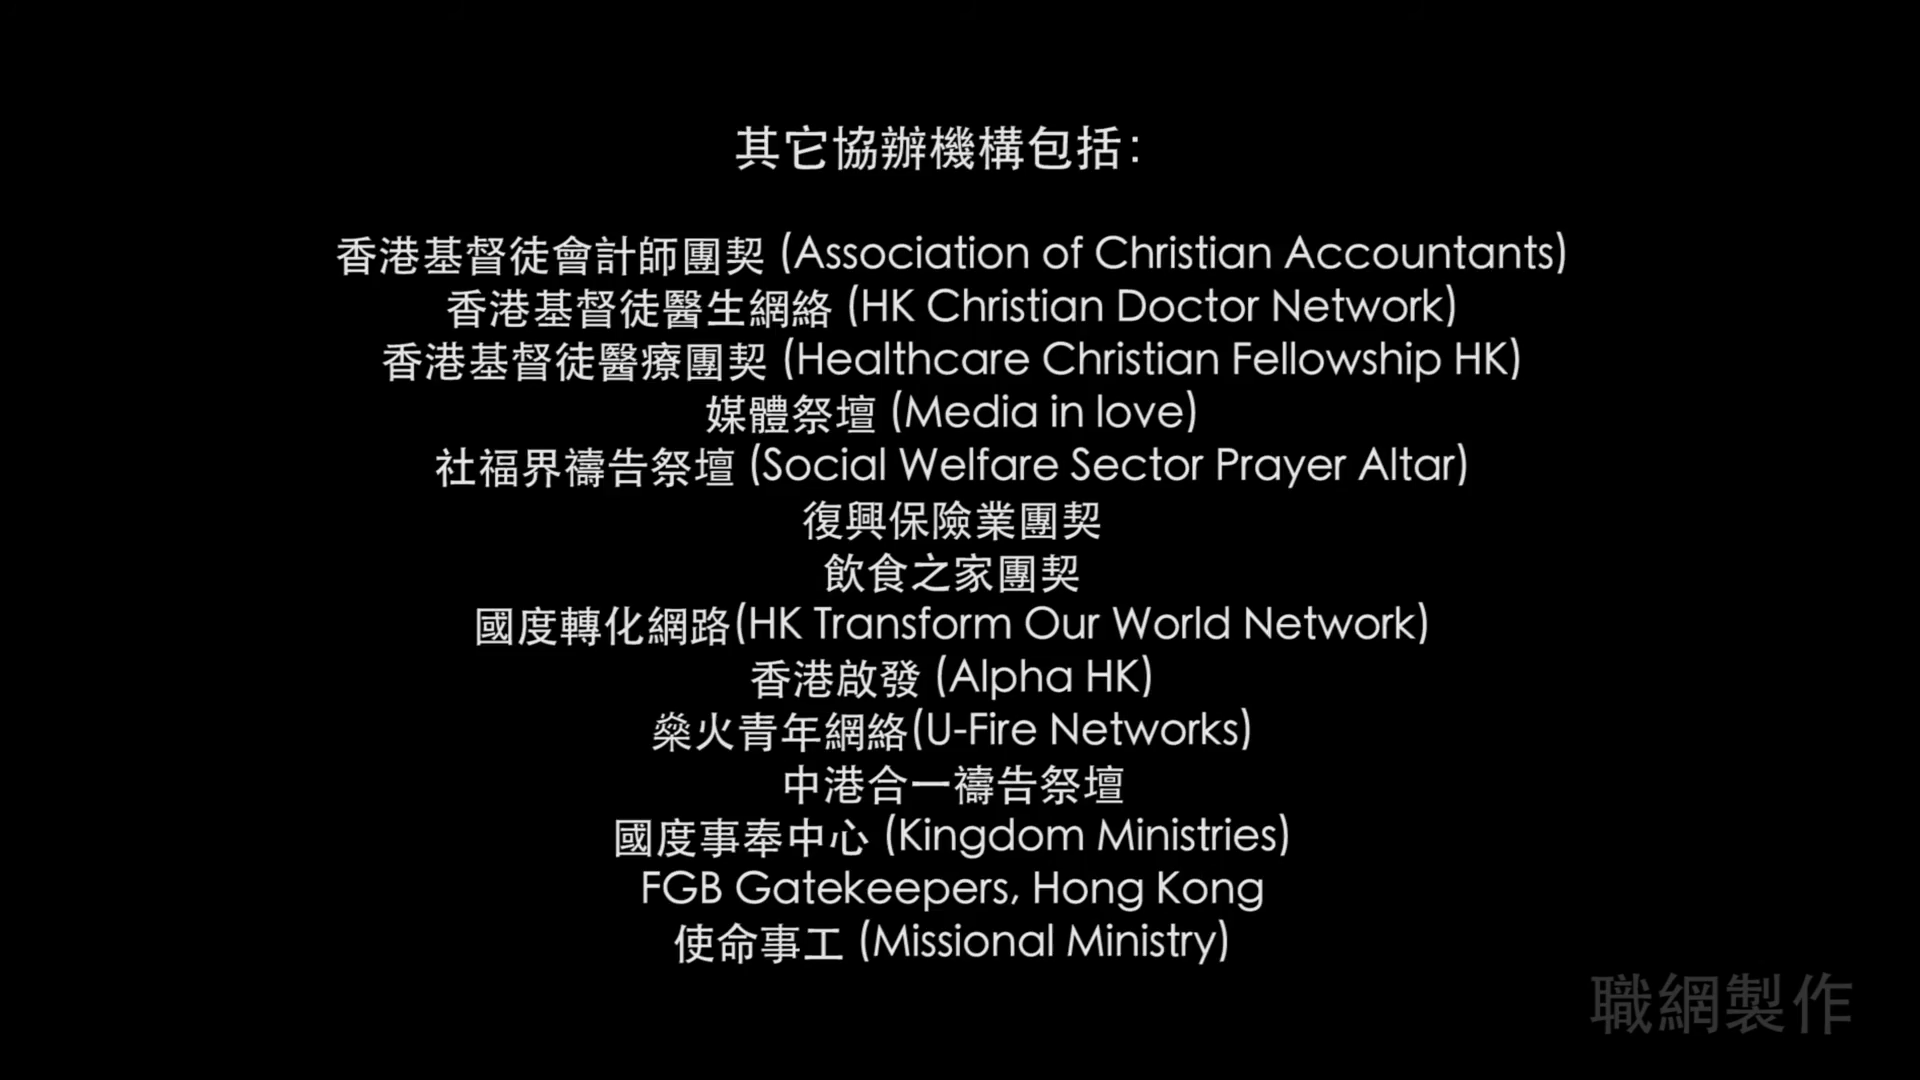 其它協辦機構包括:
香港基督徒會計師團契 (Association of Christian Accountants)
香港基督徒醫生網絡 (HK Christian Doctor Network)
香港基督徒醫療團契 (Healthcare Christian Fellowship HK)
媒體祭壇 (Media in love)
社福界禱告祭壇 (Social Welfare Sector Prayer Altar)
復興保險業團契
飲食之家團契
國度轉化網路(HK Transform Our World Network)
香港啟發 (Alpha HK)
燊火青年網絡(U-Fire Networks)
中港合一禱告祭壇
國度事奉中心 (Kingdom Ministries)
FGB Gatekeepers, Hong Kong
使命事工 (Missional Ministry)
職網製作